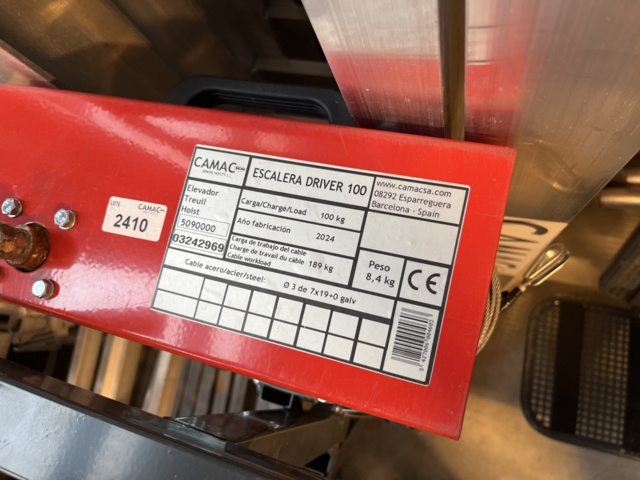 CAMAC
ESCALERA DRIVER 100
www.camacsa.com
08292 Esparreguera
Barcelona - Spain
Elevador
Treuil
Hoist
5090000
03242969
Carga/Charge/Load 100 kg
Año fabricación 2024
Carga de trabajo del cable
Charge de travail du câble 189 kg
Cable workload
Peso
8,4 kg
CE
Cable acero/acier/steel: Ø 3 de 7x19+0 galv
LOTE CAMAC
2410